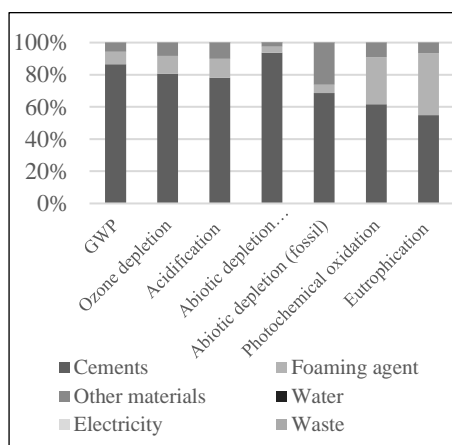 100%
80%
60%
40%
20%
0%
GWP
Ozone depletion
Acidification
Abiotic depletion…
Abiotic depletion (fossil)
Photochemical oxidation
Eutrophication
Cements
Foaming agent
Other materials
Water
Electricity
Waste